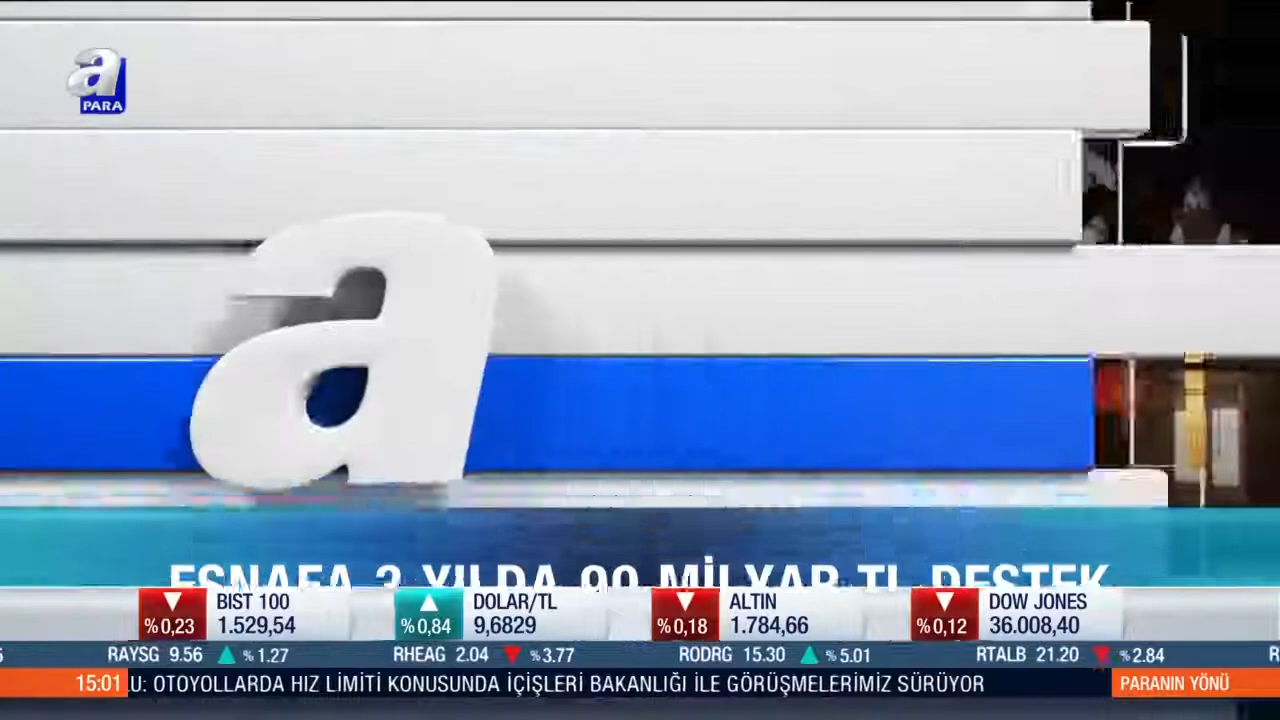 a
PARA
a
ESNAFA 3 YILDA 90 MİLYAR TL DESTEK
BIST 100
%0,23 1.529,54
DOLAR/TL
%0,84 9,6829
ALTIN
%0,18 1.784,66
DOW JONES
%0,12 36.008,40
RAYSG 9.56 %1.27 RHEAG 2.04 %3.77 RODRG 15.30 %5.01 RTALB 21.20 %2.84
15:01 U: OTOYOLLARDA HIZ LİMİTİ KONUSUNDA İÇİŞLERİ BAKANLIĞI İLE GÖRÜŞMELERİMİZ SÜRÜYOR PARANIN YÖNÜ